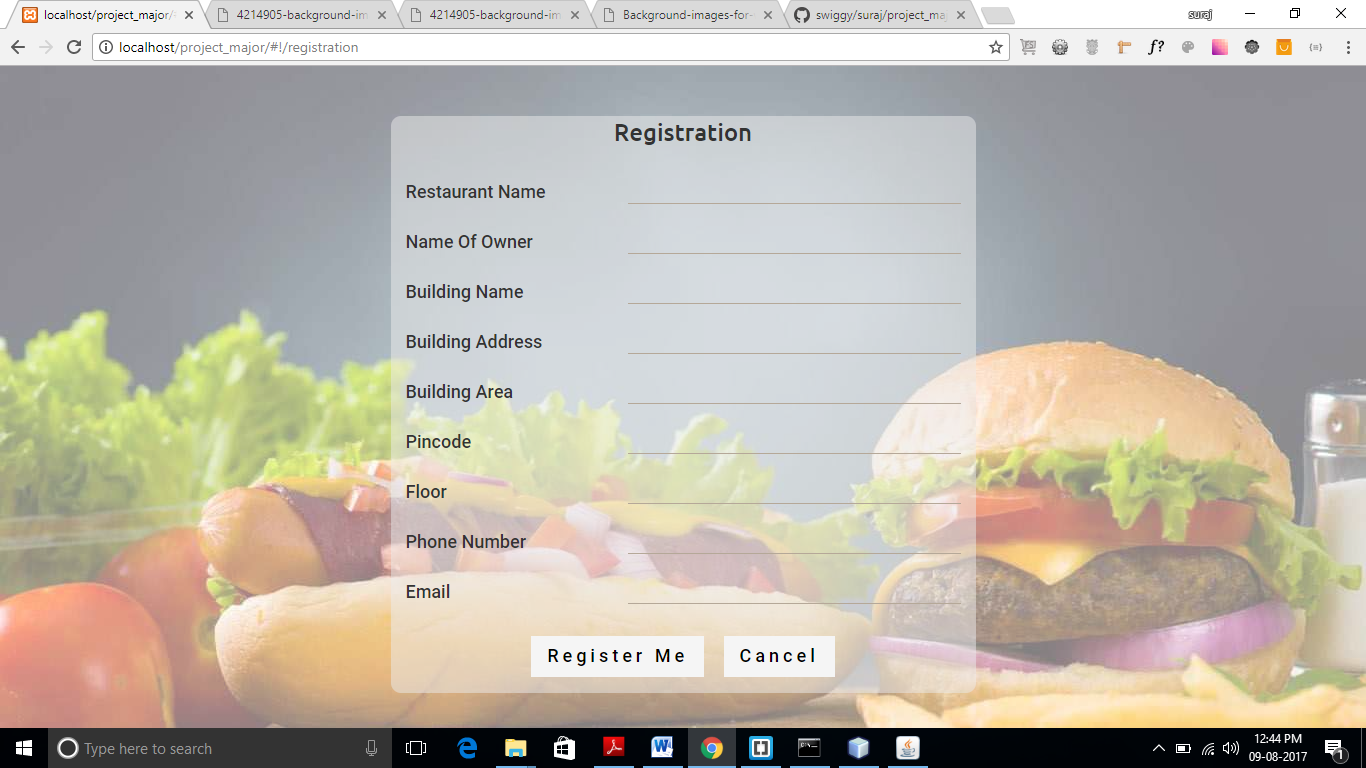 localhost/project_major/
4214905-background-im
4214905-background-im
Background-images-for-
swiggy/suraj/project_ma
suraj
localhost/project_major/#!/registration
f?
Registration
Restaurant Name
Name Of Owner
Building Name
Building Address
Building Area
Pincode
Floor
Phone Number
Email
Register Me
Cancel
Type here to search
12:44 PM
09-08-2017
1